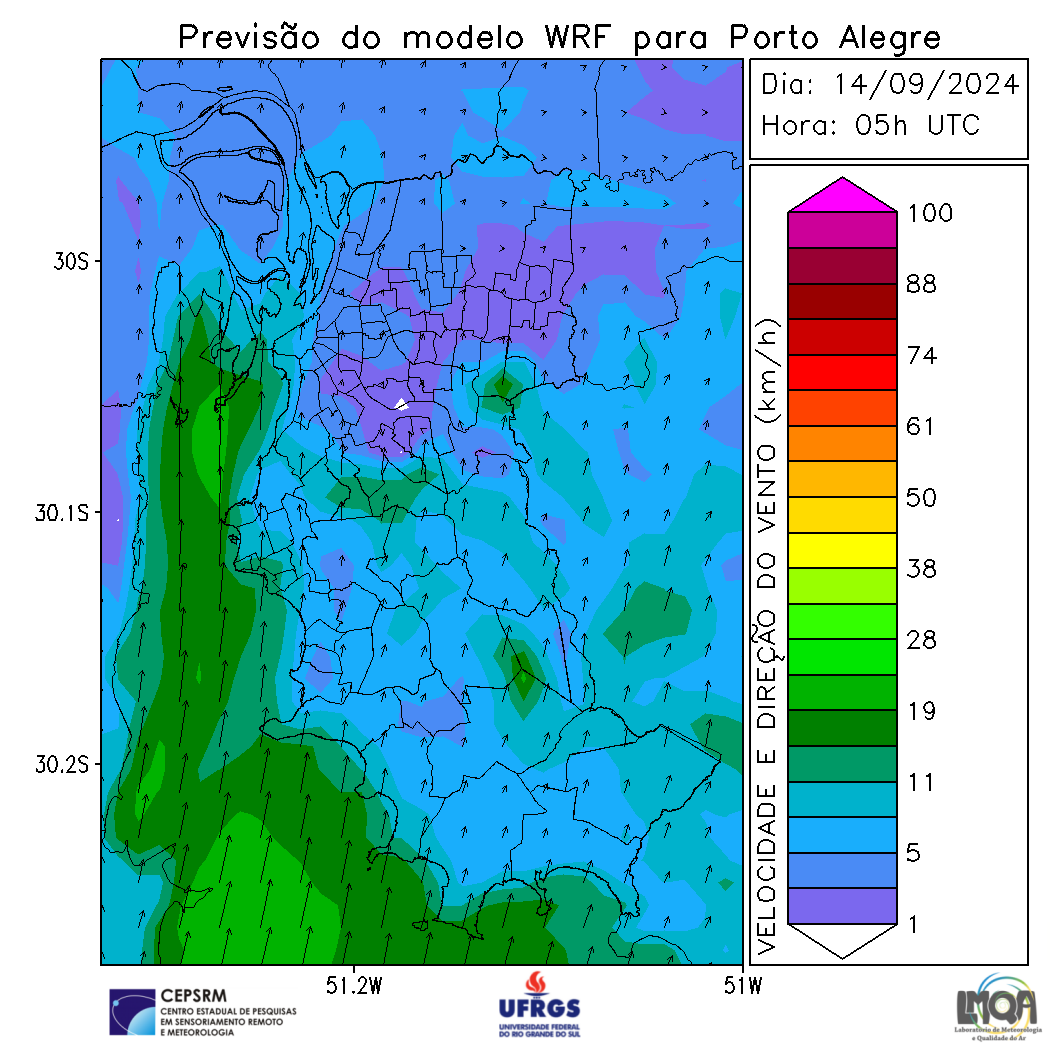 Previsão do modelo WRF para Porto Alegre
Dia: 14/09/2024
Hora: 05h UTC
30S
30.1S
30.2S
51.2W
51W
VELOCIDADE E DIREÇÃO DO VENTO (km/h)
100
88
74
61
50
38
28
19
11
5
1
CEPSRM
CENTRO ESTADUAL DE PESQUISAS
EM SENSORIAMENTO REMOTO
E METEOROLOGIA
UFRGS
UNIVERSIDADE FEDERAL
DO RIO GRANDE DO SUL
LMQA
Laboratório de Meteorologia
e Qualidade do Ar